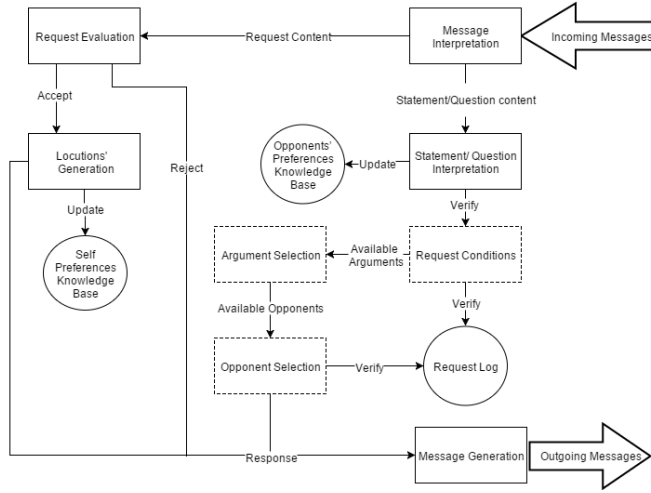 Request Evaluation
Request Content
Message
Interpretation
Incoming Messages
Accept
Statement/Question content
Locutions'
Generation
Reject
Opponents'
Preferences
Knowledge
Base
Update
Statement/ Question
Interpretation
Update
Verify
Self
Preferences
Knowledge
Base
Argument Selection
Available
Arguments
Request Conditions
Available Opponents
Verify
Opponent Selection
Verify
Request Log
Response
Message Generation
Outgoing Messages